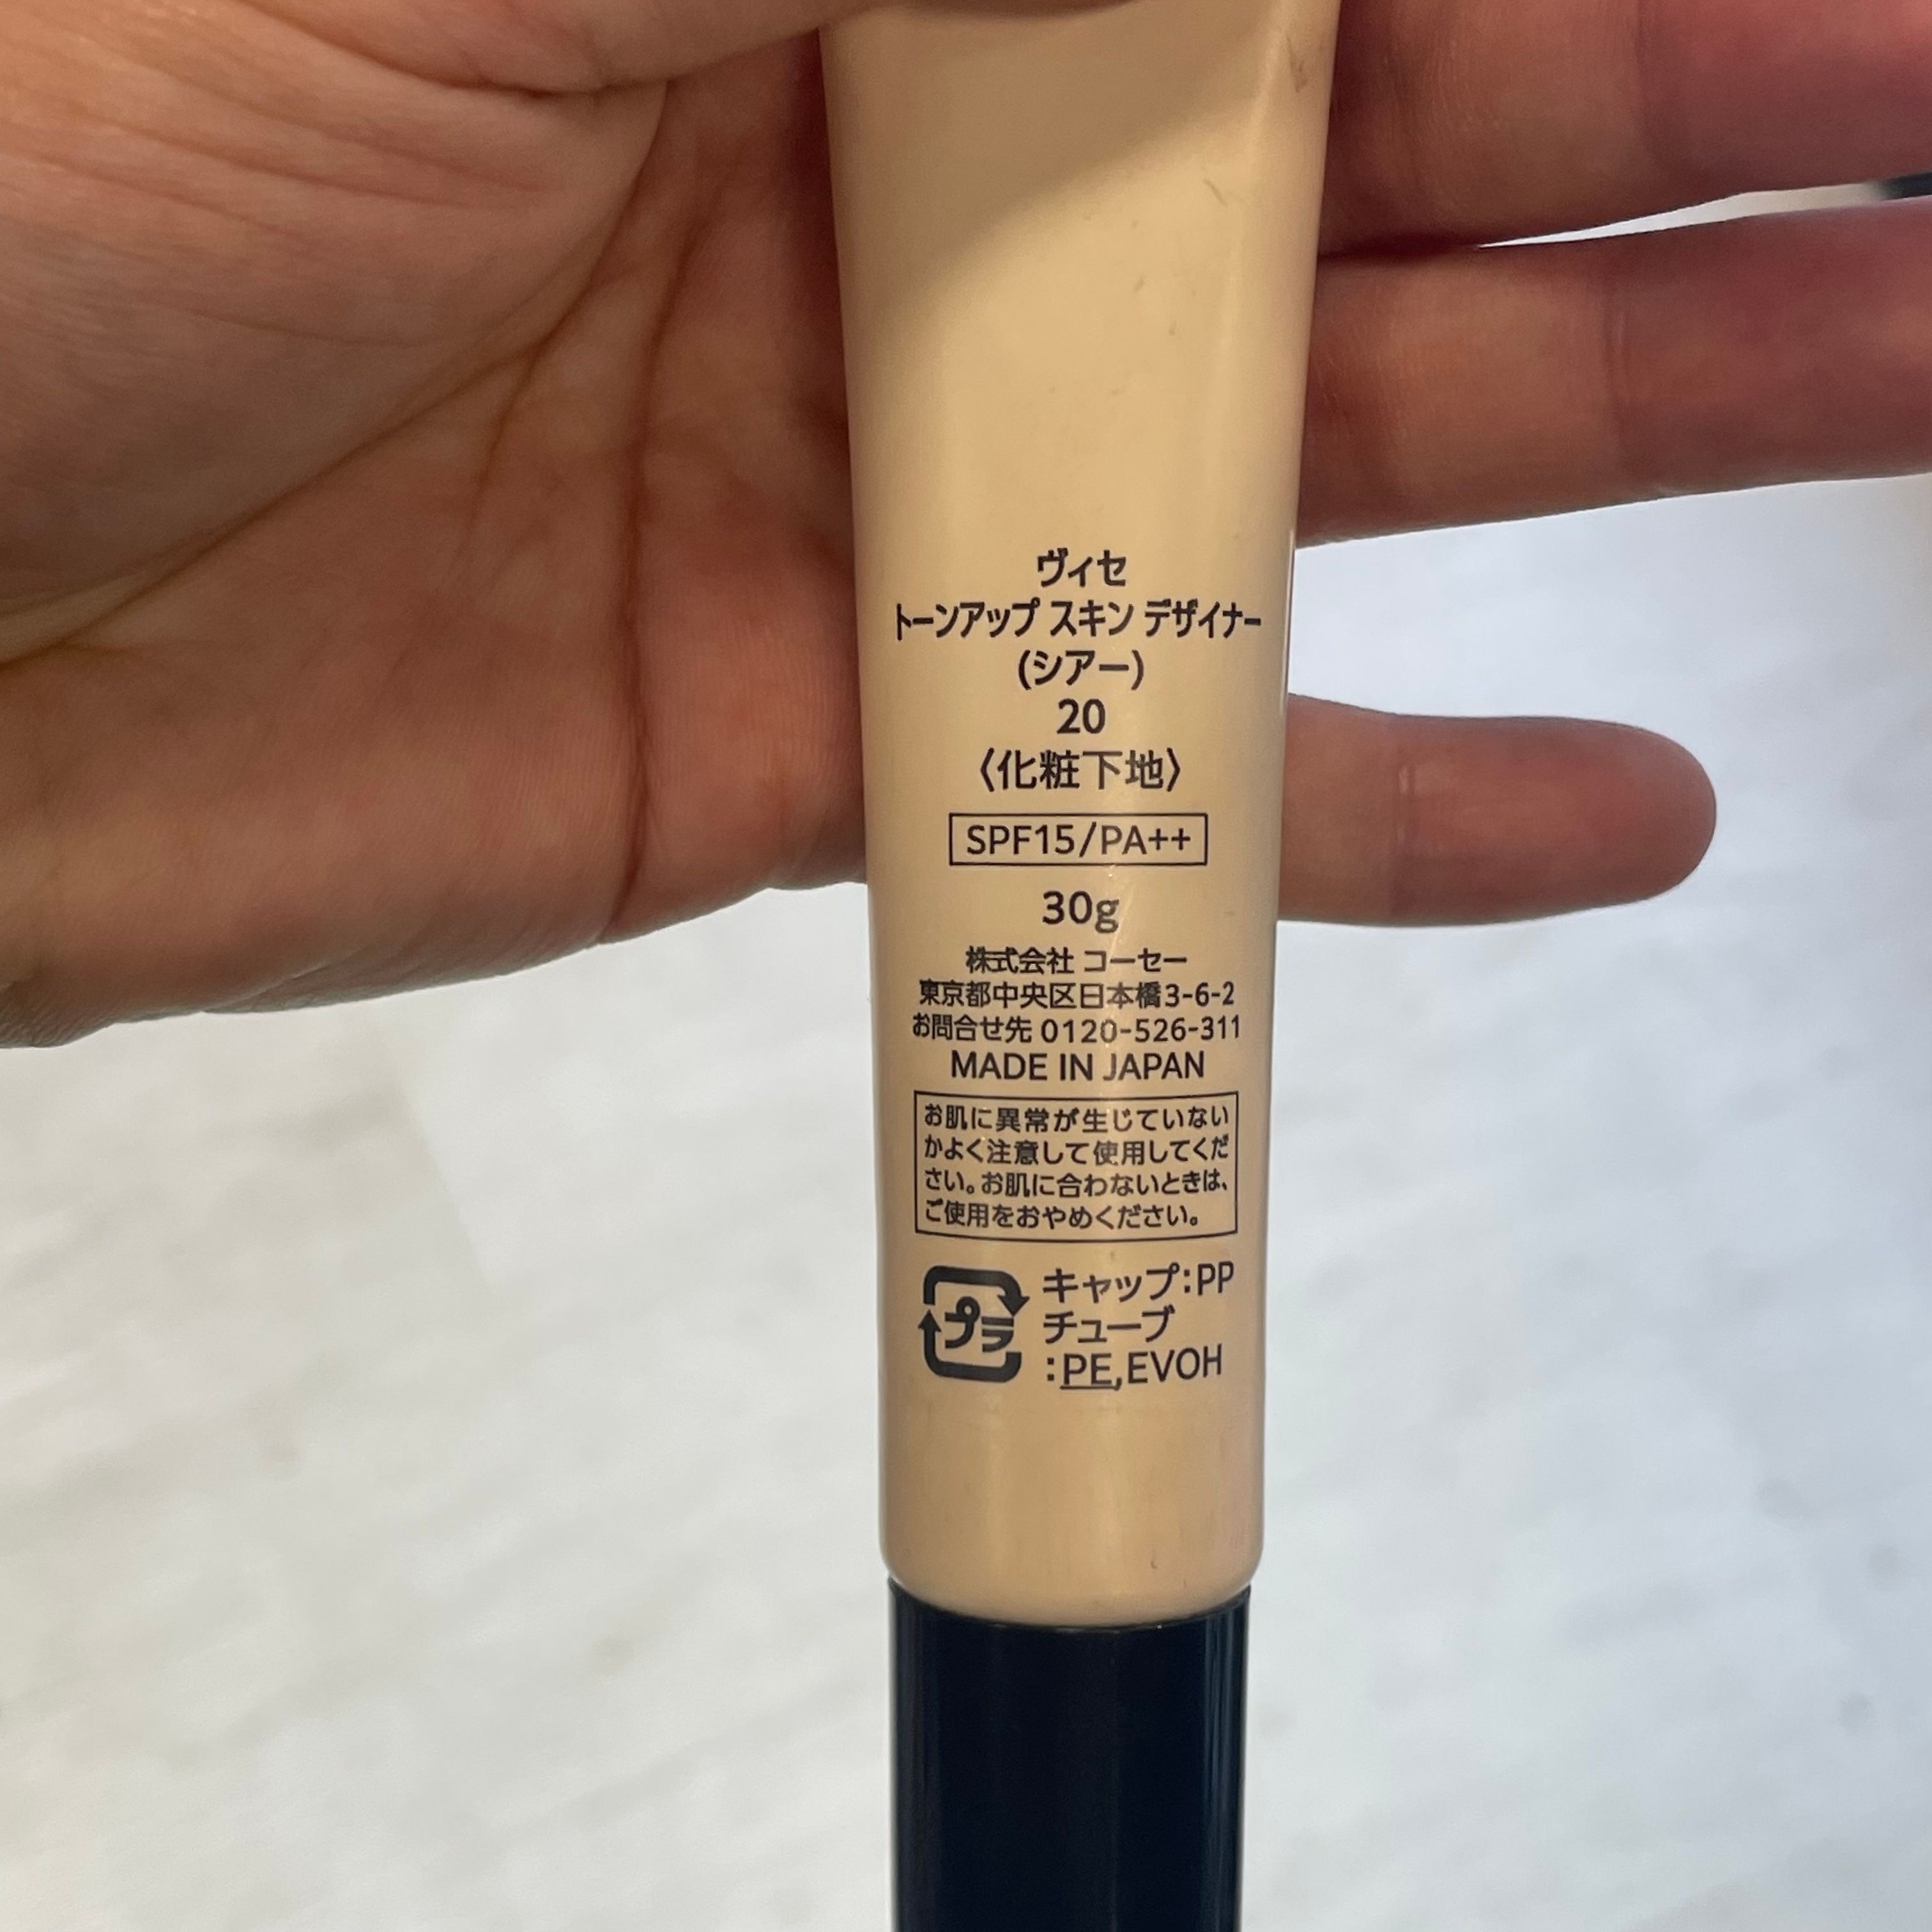 ヴィセ
トーンアップ スキン デザイナー
(シアー)
20
〈化粧下地〉
SPF15/PA++
30g
株式会社 コーセー
東京都中央区日本橋3-6-2
お問合せ先 0120-526-311
MADE IN JAPAN
お肌に異常が生じていない
かよく注意して使用してくだ
さい。お肌に合わないときは、
ご使用をおやめください。
プラ
キャップ:PP
チューブ
:PE,EVOH